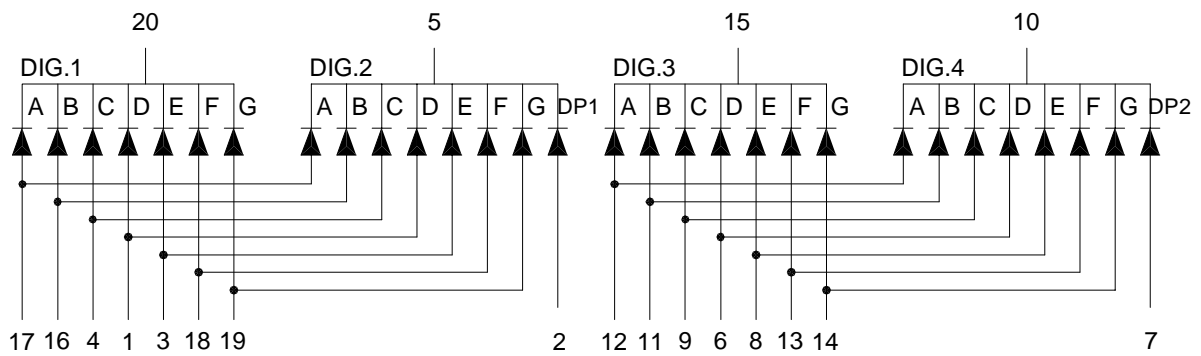 20 5 15 10
DIG.1 DIG.2 DIG.3 DIG.4
A B C D E F G A B C D E F G DP1 A B C D E F G A B C D E F G DP2
17 16 4 1 3 18 19 2 12 11 9 6 8 13 14 7